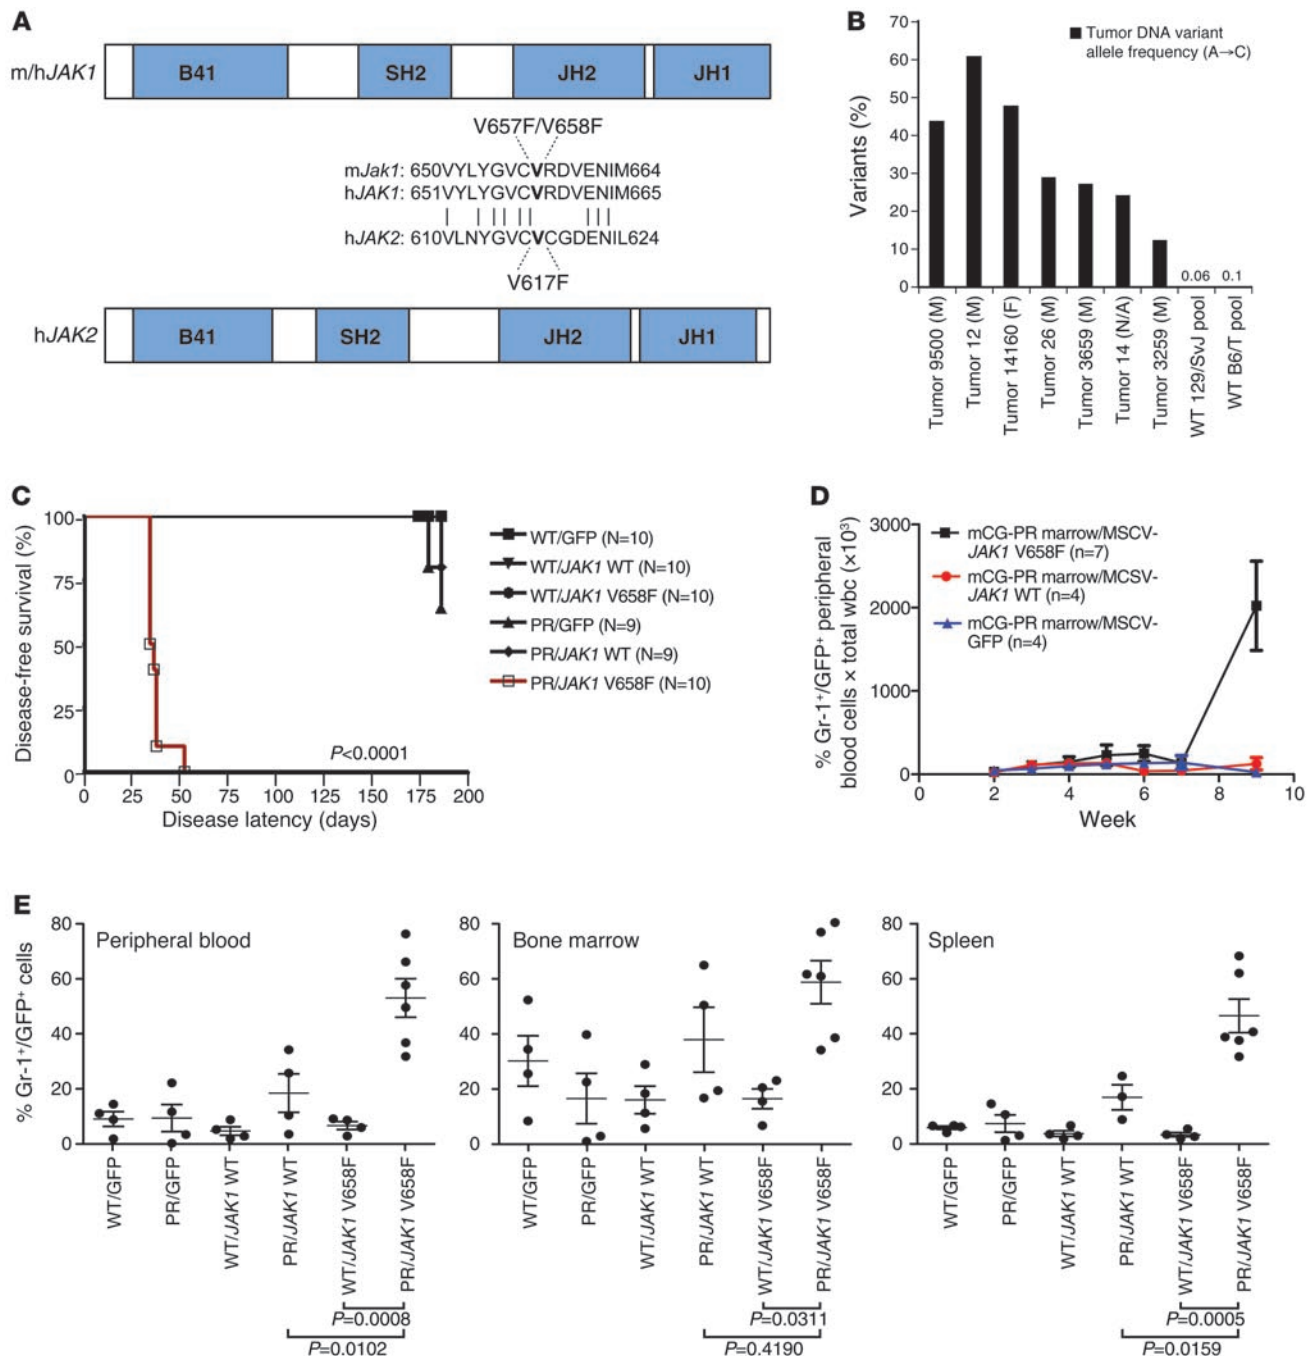 A
m/hJAK1
B41
SH2
JH2
JH1
V657F/V658F
mJak1: 650VYLYGVCVRDVENIM664
hJAK1: 651VYLYGVCVRDVENIM665
hJAK2: 610VLNYGVCVCGDENIL624
V617F
hJAK2
B41
SH2
JH2
JH1
B
Variants (%)
70
60
50
40
30
20
10
0
Tumor DNA variant
allele frequency (A→C)
0.06
0.1
Tumor 9500 (M)
Tumor 12 (M)
Tumor 14160 (F)
Tumor 26 (M)
Tumor 3659 (M)
Tumor 14 (N/A)
Tumor 3259 (M)
WT 129/SvJ pool
WT B6/T pool
C
Disease-free survival (%)
100
75
50
25
0
P<0.0001
0 25 50 75 100 125 150 175 200
Disease latency (days)
WT/GFP (N=10)
WT/JAK1 WT (N=10)
WT/JAK1 V658F (N=10)
PR/GFP (N=9)
PR/JAK1 WT (N=9)
PR/JAK1 V658F (N=10)
D
% Gr-1+/GFP+ peripheral
blood cells × total wbc (×10³)
3000
2000
1000
0
mCG-PR marrow/MSCV-
JAK1 V658F (n=7)
mCG-PR marrow/MCSV-
JAK1 WT (n=4)
mCG-PR marrow/MSCV-
GFP (n=4)
0 2 4 6 8 10
Week
E
% Gr-1+/GFP+ cells
80
60
40
20
0
Peripheral blood
WT/GFP
PR/GFP
WT/JAK1 WT
PR/JAK1 WT
WT/JAK1 V658F
PR/JAK1 V658F
P=0.0008
P=0.0102
80
60
40
20
0
Bone marrow
WT/GFP
PR/GFP
WT/JAK1 WT
PR/JAK1 WT
WT/JAK1 V658F
PR/JAK1 V658F
P=0.0311
P=0.4190
80
60
40
20
0
Spleen
WT/GFP
PR/GFP
WT/JAK1 WT
PR/JAK1 WT
WT/JAK1 V658F
PR/JAK1 V658F
P=0.0005
P=0.0159